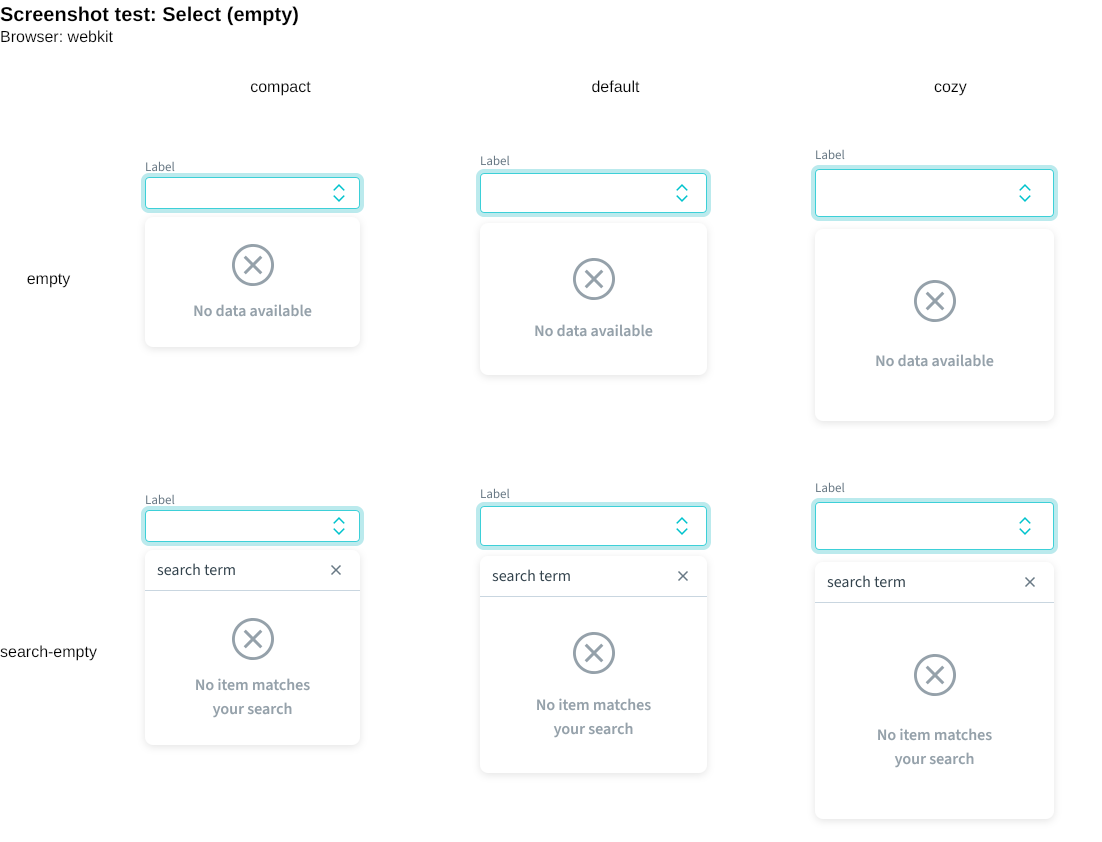 Screenshot test: Select (empty)
Browser: webkit
compact
default
cozy
empty
Label
No data available
Label
No data available
Label
No data available
search-empty
Label
search term
No item matches
your search
Label
search term
No item matches
your search
Label
search term
No item matches
your search